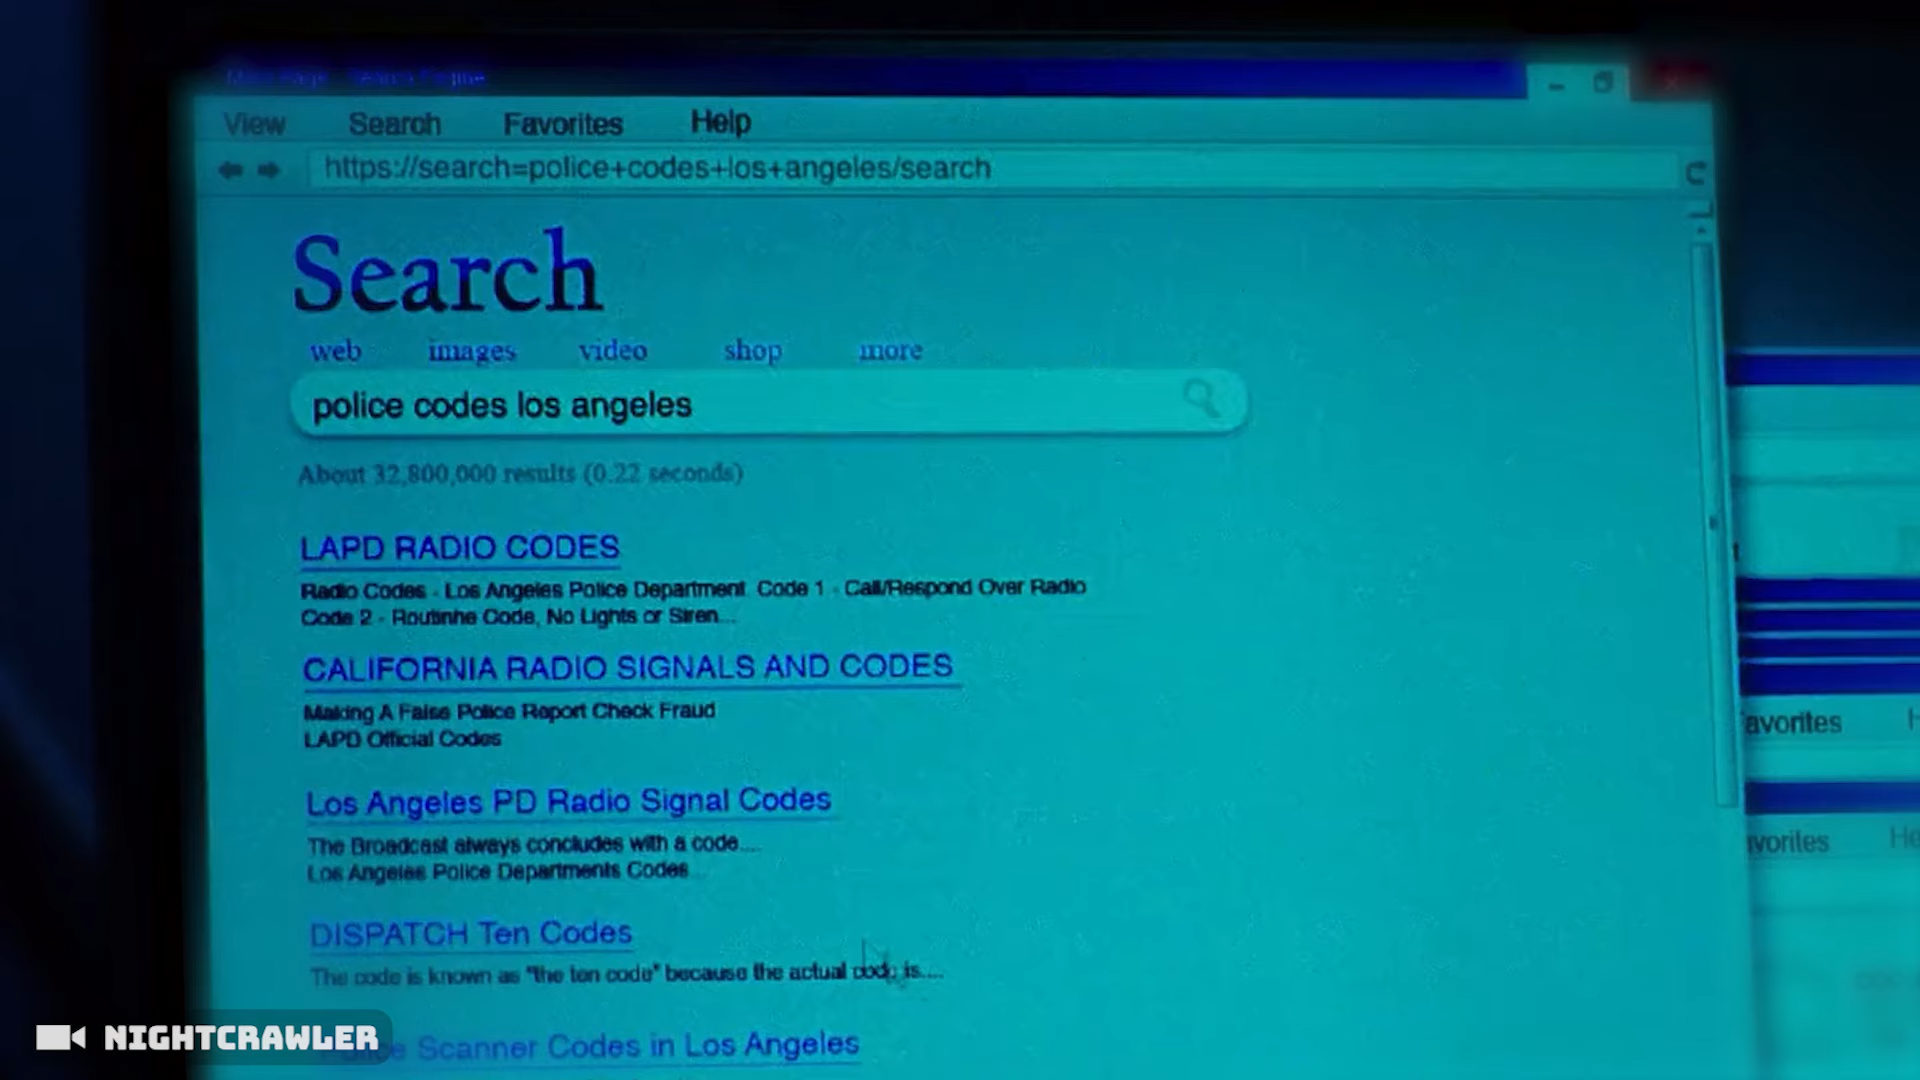 View Search Favorites Help
https://search=police+codes+los+angeles/search
Search
web images video shop more
police codes los angeles
About 32,800,000 results (0.22 seconds)
LAPD RADIO CODES
Radio Codes - Los Angeles Police Department Code 1 - Call/Respond Over Radio
Code 2 - Routinhe Code, No Lights or Siren...
CALIFORNIA RADIO SIGNALS AND CODES
Making A False Police Report Check Fraud
LAPD Official Codes
avorites
Los Angeles PD Radio Signal Codes
The Broadcast always concludes with a code....
vorites He
Los Angeles Police Departments Codes
DISPATCH Ten Codes
The code is known as "the ten code" because the actual code is....
NIGHTCRAWLER
Scanner Codes in Los Angeles